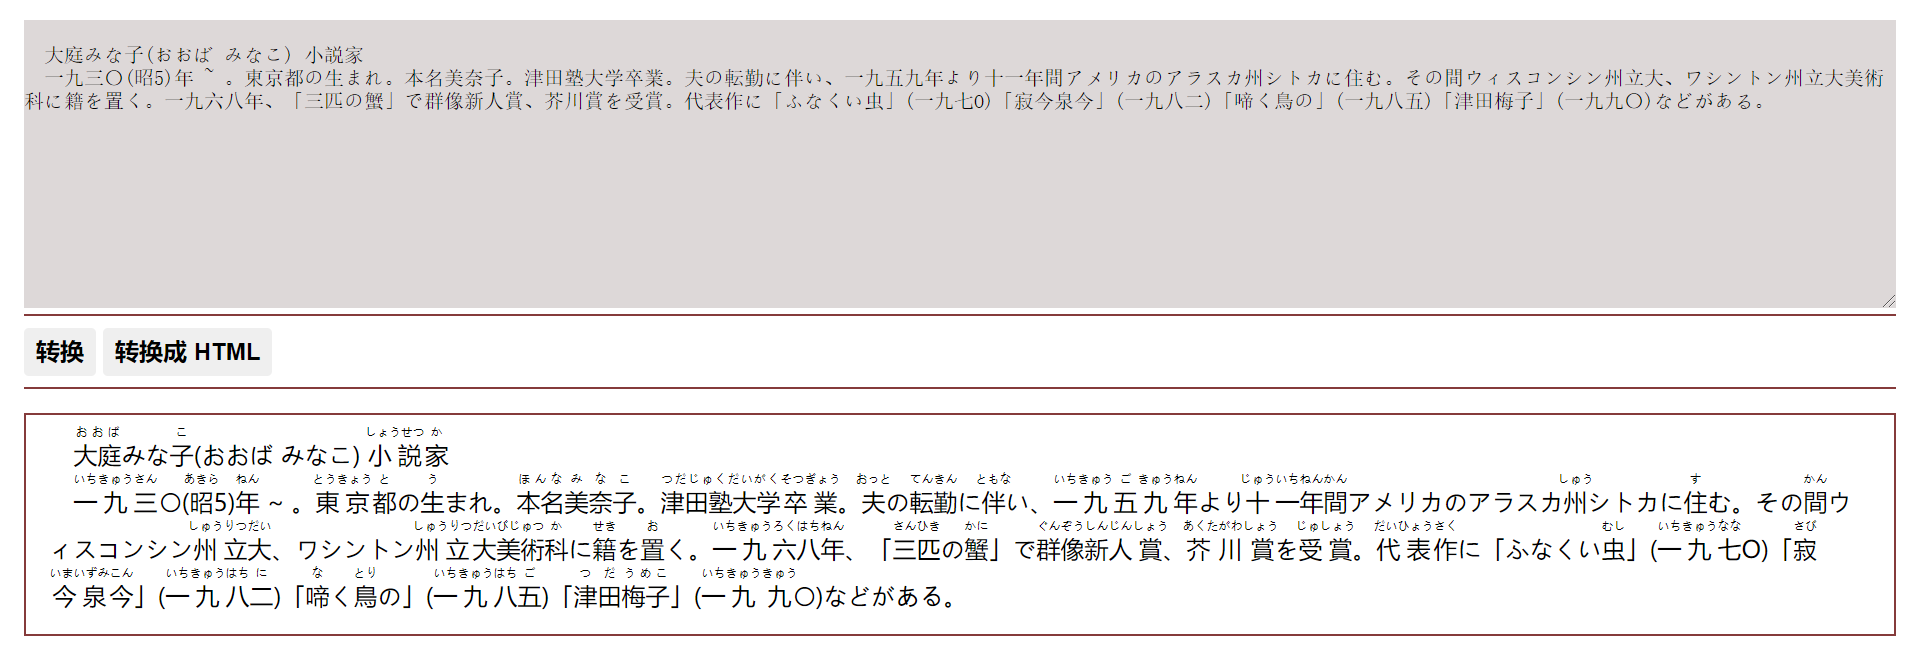 大庭みな子(おおば みなこ) 小説家
一九三〇(昭5)年 ~ 。東京都の生まれ。本名美奈子。津田塾大学卒業。夫の転勤に伴い、一九五九年より十一年間アメリカのアラスカ州シトカに住む。その間ウィスコンシン州立大、ワシントン州立大美術
科に籍を置く。一九六八年、「三匹の蟹」で群像新人賞、芥川賞を受賞。代表作に「ふなくい虫」(一九七O)「寂今泉今」(一九八二)「啼く鳥の」(一九八五)「津田梅子」(一九九〇)などがある。
转换 转换成 HTML
おおば こ しょうせつ か
大庭みな子(おおば みなこ) 小説家
いちきゅうさん あきら ねん とうきょう と う ほんな み な こ つだじゅくだいがくそつぎょう おっと てんきん ともな いちきゅう ご きゅうねん じゅういちねんかん しゅう す かん
一九三〇(昭5)年 ~ 。東京都の生まれ。本名美奈子。津田塾大学卒業。夫の転勤に伴い、一九五九年より十一年間アメリカのアラスカ州シトカに住む。その間ウ
しゅうりつだい しゅうりつだいびじゅつ か せき お いちきゅうろくはちねん さんひき かに ぐんぞうしんじんしょう あくたがわしょう じゅしょう だいひょうさく むし いちきゅうなな さび
ィスコンシン州立大、ワシントン州立大美術科に籍を置く。一九六八年、「三匹の蟹」で群像新人賞、芥川賞を受賞。代表作に「ふなくい虫」(一九七O)「寂
いまいずみこん いちきゅうはち に な とり いちきゅうはち ご つ だ うめこ いちきゅうきゅう
今泉今」(一九八二)「啼く鳥の」(一九八五)「津田梅子」(一九九〇)などがある。